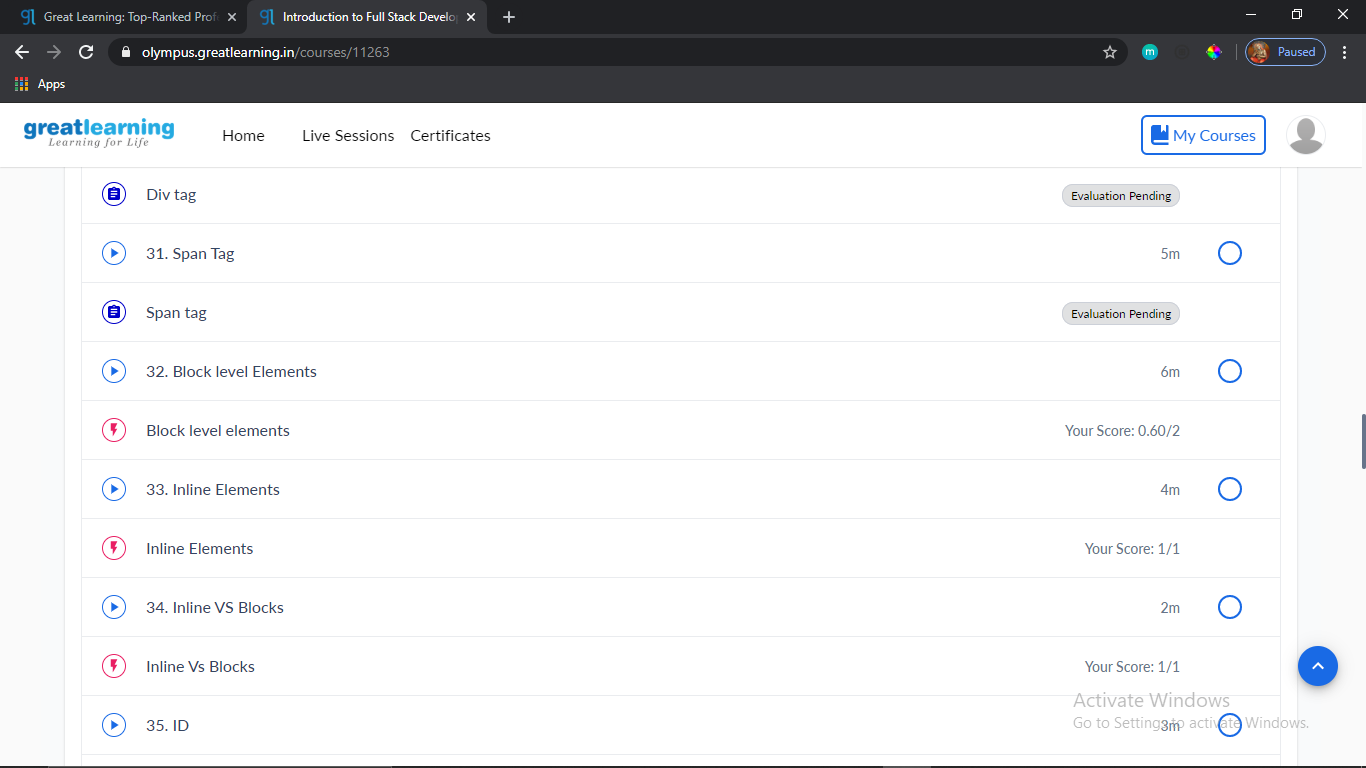 Great Learning: Top-Ranked Prof
Introduction to Full Stack Develo
olympus.greatlearning.in/courses/11263
m
Paused
Apps
greatlearning
Learning for Life
Home
Live Sessions
Certificates
My Courses
Div tag
Evaluation Pending
31. Span Tag
5m
Span tag
Evaluation Pending
32. Block level Elements
6m
Block level elements
Your Score: 0.60/2
33. Inline Elements
4m
Inline Elements
Your Score: 1/1
34. Inline VS Blocks
2m
Inline Vs Blocks
Your Score: 1/1
35. ID
3m
Activate Windows
Go to Settings to activate Windows.